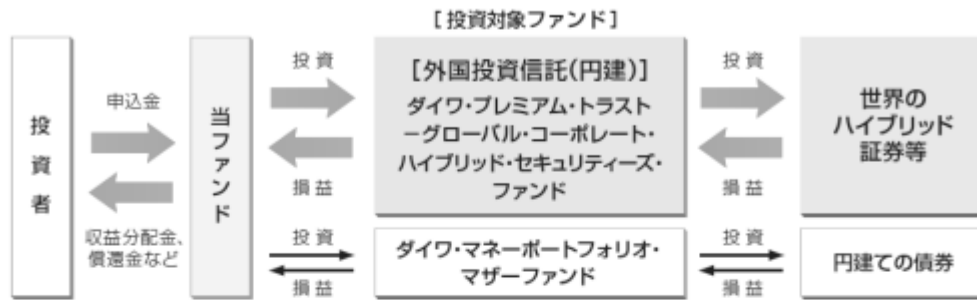 [投資対象ファンド]
投資者
申込金
収益分配金、
償還金など
当ファンド
投資
損益
[外国投資信託(円建)]
ダイワ・プレミアム・トラスト
－グローバル・コーポレート・
ハイブリッド・セキュリティーズ・
ファンド
投資
損益
世界の
ハイブリッド
証券等
投資
損益
ダイワ・マネーポートフォリオ・
マザーファンド
投資
損益
円建ての債券